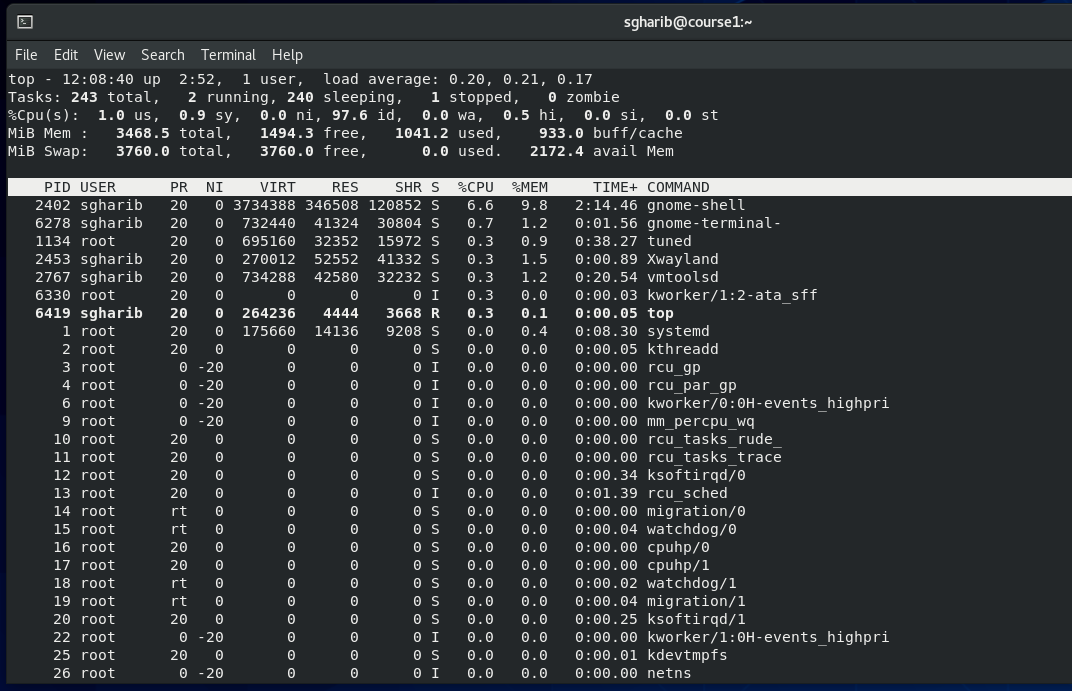 sgharib@course1:~
File Edit View Search Terminal Help
top - 12:08:40 up  2:52,  1 user,  load average: 0.20, 0.21, 0.17
Tasks: 243 total,   2 running, 240 sleeping,   1 stopped,   0 zombie
%Cpu(s):  1.0 us,  0.9 sy,  0.0 ni, 97.6 id,  0.0 wa,  0.5 hi,  0.0 si,  0.0 st
MiB Mem :   3468.5 total,   1494.3 free,   1041.2 used,    933.0 buff/cache
MiB Swap:   3760.0 total,   3760.0 free,      0.0 used.   2172.4 avail Mem
PID USER      PR  NI    VIRT    RES    SHR S  %CPU  %MEM     TIME+ COMMAND
2402 sgharib   20   0 3734388 346508 120852 S   6.6   9.8   2:14.46 gnome-shell
6278 sgharib   20   0  732440  41324  30804 S   0.7   1.2   0:01.56 gnome-terminal-
1134 root      20   0  695160  32352  15972 S   0.3   0.9   0:38.27 tuned
2453 sgharib   20   0  270012  52552  41332 S   0.3   1.5   0:00.89 Xwayland
2767 sgharib   20   0  734288  42580  32232 S   0.3   1.2   0:20.54 vmtoolsd
6330 root      20   0       0      0      0 I   0.3   0.0   0:00.03 kworker/1:2-ata_sff
6419 sgharib   20   0  264236   4444   3668 R   0.3   0.1   0:00.05 top
1 root      20   0  175660  14136   9208 S   0.0   0.4   0:08.30 systemd
2 root      20   0       0      0      0 S   0.0   0.0   0:00.05 kthreadd
3 root       0 -20       0      0      0 I   0.0   0.0   0:00.00 rcu_gp
4 root       0 -20       0      0      0 I   0.0   0.0   0:00.00 rcu_par_gp
6 root       0 -20       0      0      0 I   0.0   0.0   0:00.00 kworker/0:0H-events_highpri
9 root       0 -20       0      0      0 I   0.0   0.0   0:00.00 mm_percpu_wq
10 root      20   0       0      0      0 S   0.0   0.0   0:00.00 rcu_tasks_rude_
11 root      20   0       0      0      0 S   0.0   0.0   0:00.00 rcu_tasks_trace
12 root      20   0       0      0      0 S   0.0   0.0   0:00.34 ksoftirqd/0
13 root      20   0       0      0      0 I   0.0   0.0   0:01.39 rcu_sched
14 root      rt   0       0      0      0 S   0.0   0.0   0:00.00 migration/0
15 root      rt   0       0      0      0 S   0.0   0.0   0:00.04 watchdog/0
16 root      20   0       0      0      0 S   0.0   0.0   0:00.00 cpuhp/0
17 root      20   0       0      0      0 S   0.0   0.0   0:00.00 cpuhp/1
18 root      rt   0       0      0      0 S   0.0   0.0   0:00.02 watchdog/1
19 root      rt   0       0      0      0 S   0.0   0.0   0:00.04 migration/1
20 root      20   0       0      0      0 S   0.0   0.0   0:00.25 ksoftirqd/1
22 root       0 -20       0      0      0 I   0.0   0.0   0:00.00 kworker/1:0H-events_highpri
25 root      20   0       0      0      0 S   0.0   0.0   0:00.01 kdevtmpfs
26 root       0 -20       0      0      0 I   0.0   0.0   0:00.00 netns